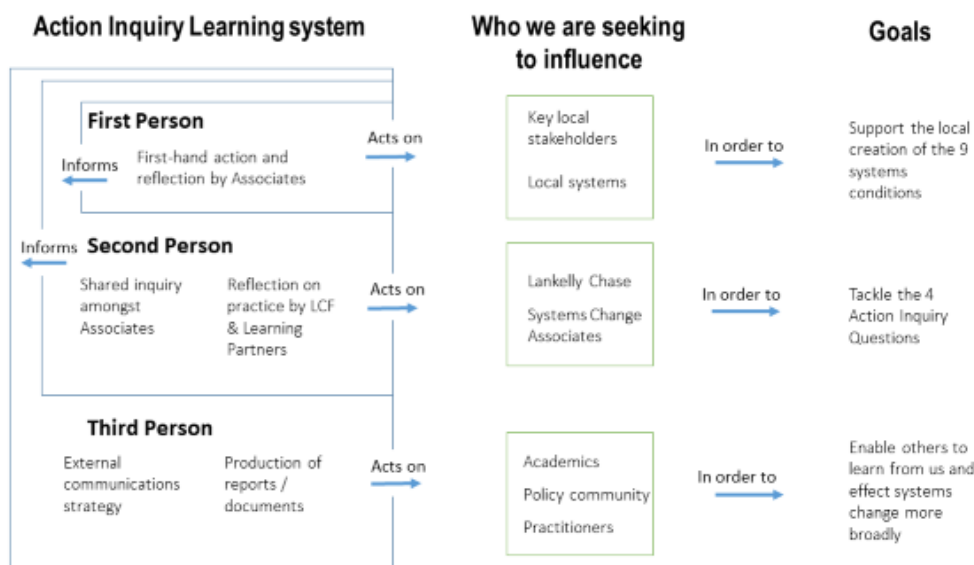 Action Inquiry Learning system
Who we are seeking
to influence
Goals
First Person
Informs
First-hand action and
reflection by Associates
Acts on
Key local
stakeholders
Local systems
In order to
Support the local
creation of the 9
systems
conditions
Informs
Second Person
Shared inquiry
amongst
Associates
Reflection on
practice by LCF
& Learning
Partners
Acts on
Lankelly Chase
Systems Change
Associates
In order to
Tackle the 4
Action Inquiry
Questions
Third Person
External
communications
strategy
Production of
reports /
documents
Acts on
Academics
Policy community
Practitioners
In order to
Enable others to
learn from us and
effect systems
change more
broadly